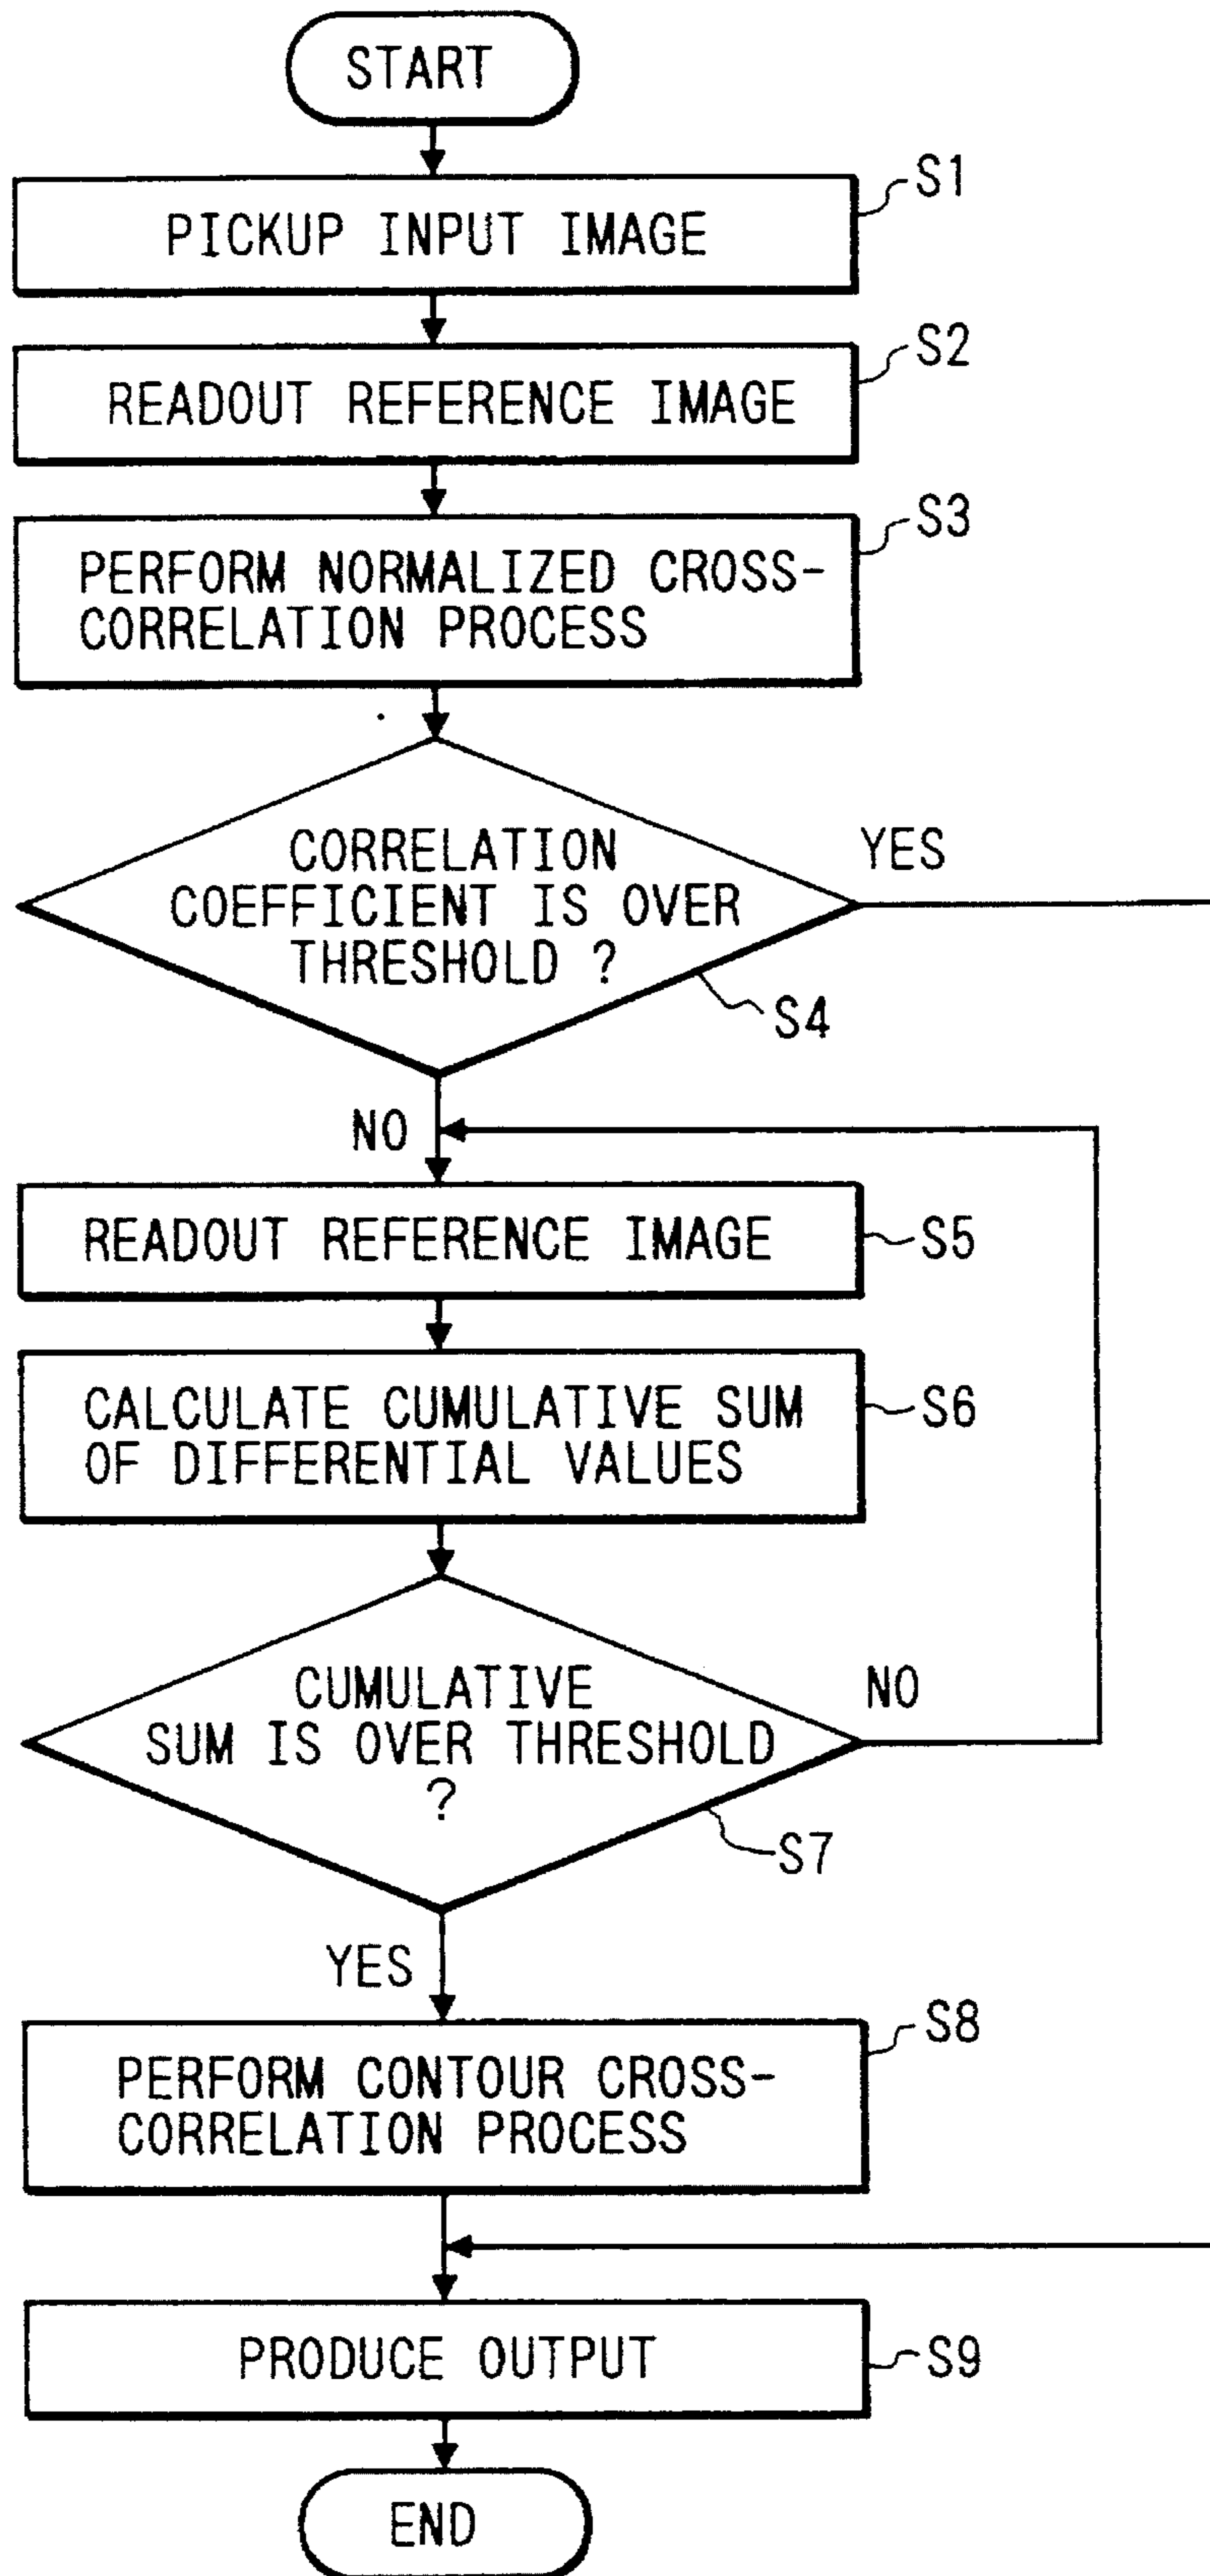 START
S1
PICKUP INPUT IMAGE
S2
READOUT REFERENCE IMAGE
S3
PERFORM NORMALIZED CROSS-
CORRELATION PROCESS
CORRELATION
COEFFICIENT IS OVER
THRESHOLD ?
YES
S4
NO
READOUT REFERENCE IMAGE
S5
CALCULATE CUMULATIVE SUM
OF DIFFERENTIAL VALUES
S6
CUMULATIVE
SUM IS OVER THRESHOLD
?
NO
S7
YES
S8
PERFORM CONTOUR CROSS-
CORRELATION PROCESS
PRODUCE OUTPUT
S9
END